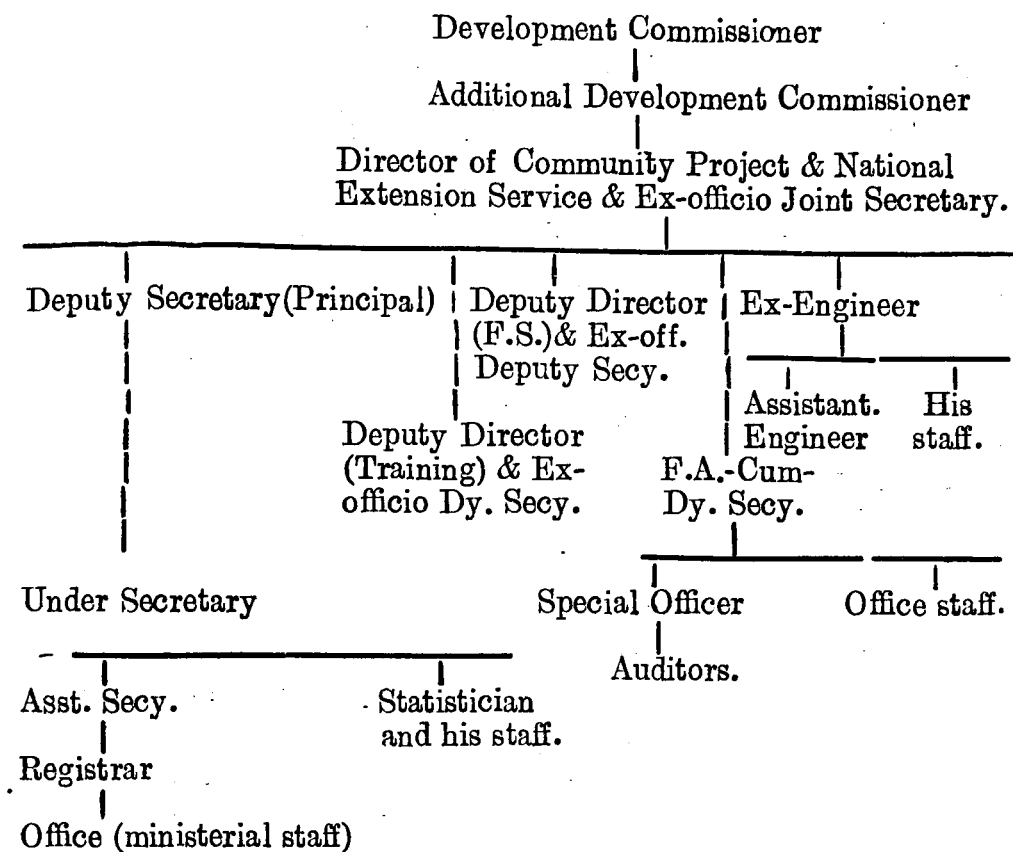 Development Commissioner
Additional Development Commissioner
Director of Community Project & National
Extension Service & Ex-officio Joint Secretary.
Deputy Secretary (Principal)
Deputy Director
(F.S.) & Ex-off.
Deputy Secy.
Ex-Engineer
Assistant.
Engineer
His
staff.
Deputy Director
(Training) & Ex-
officio Dy. Secy.
F.A.-Cum-
Dy. Secy.
Under Secretary
Special Officer
Office staff.
Auditors.
Asst. Secy.
Statistician
and his staff.
Registrar
Office (ministerial staff)